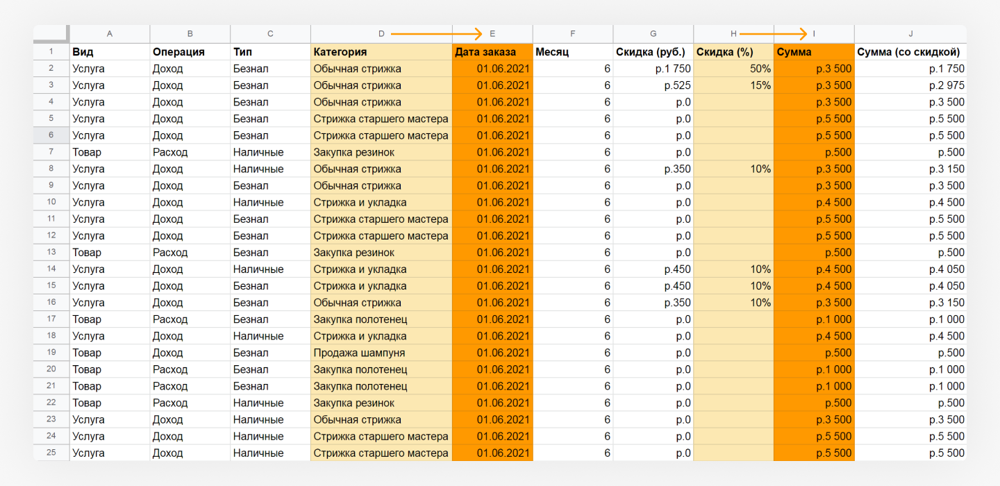 A B C D E F G H I J
1 Вид Операция Тип Категория Дата заказа Месяц Скидка (руб.) Скидка (%) Сумма Сумма (со скидкой)
2 Услуга Доход Безнал Обычная стрижка 01.06.2021 6 р.1 750 50% р.3 500 р.1 750
3 Услуга Доход Безнал Обычная стрижка 01.06.2021 6 р.525 15% р.3 500 р.2 975
4 Услуга Доход Безнал Обычная стрижка 01.06.2021 6 р.0 р.3 500 р.3 500
5 Услуга Доход Безнал Стрижка старшего мастера 01.06.2021 6 р.0 р.5 500 р.5 500
6 Услуга Доход Безнал Стрижка старшего мастера 01.06.2021 6 р.0 р.5 500 р.5 500
7 Товар Расход Наличные Закупка резинок 01.06.2021 6 р.0 р.500 р.500
8 Услуга Доход Наличные Обычная стрижка 01.06.2021 6 р.350 10% р.3 500 р.3 150
9 Услуга Доход Безнал Обычная стрижка 01.06.2021 6 р.0 р.3 500 р.3 500
10 Услуга Доход Наличные Стрижка и укладка 01.06.2021 6 р.0 р.4 500 р.4 500
11 Услуга Доход Безнал Стрижка старшего мастера 01.06.2021 6 р.0 р.5 500 р.5 500
12 Услуга Доход Безнал Стрижка старшего мастера 01.06.2021 6 р.0 р.5 500 р.5 500
13 Товар Расход Безнал Закупка резинок 01.06.2021 6 р.0 р.500 р.500
14 Услуга Доход Наличные Стрижка и укладка 01.06.2021 6 р.450 10% р.4 500 р.4 050
15 Услуга Доход Безнал Стрижка и укладка 01.06.2021 6 р.450 10% р.4 500 р.4 050
16 Услуга Доход Безнал Обычная стрижка 01.06.2021 6 р.350 10% р.3 500 р.3 150
17 Товар Расход Безнал Закупка полотенец 01.06.2021 6 р.0 р.1 000 р.1 000
18 Услуга Доход Наличные Стрижка и укладка 01.06.2021 6 р.0 р.4 500 р.4 500
19 Товар Доход Безнал Продажа шампуня 01.06.2021 6 р.0 р.500 р.500
20 Товар Расход Безнал Закупка полотенец 01.06.2021 6 р.0 р.1 000 р.1 000
21 Товар Расход Безнал Закупка полотенец 01.06.2021 6 р.0 р.1 000 р.1 000
22 Товар Расход Наличные Закупка резинок 01.06.2021 6 р.0 р.500 р.500
23 Услуга Доход Наличные Обычная стрижка 01.06.2021 6 р.0 р.3 500 р.3 500
24 Услуга Доход Наличные Стрижка старшего мастера 01.06.2021 6 р.0 р.5 500 р.5 500
25 Услуга Доход Наличные Стрижка старшего мастера 01.06.2021 6 р.0 р.5 500 р.5 500